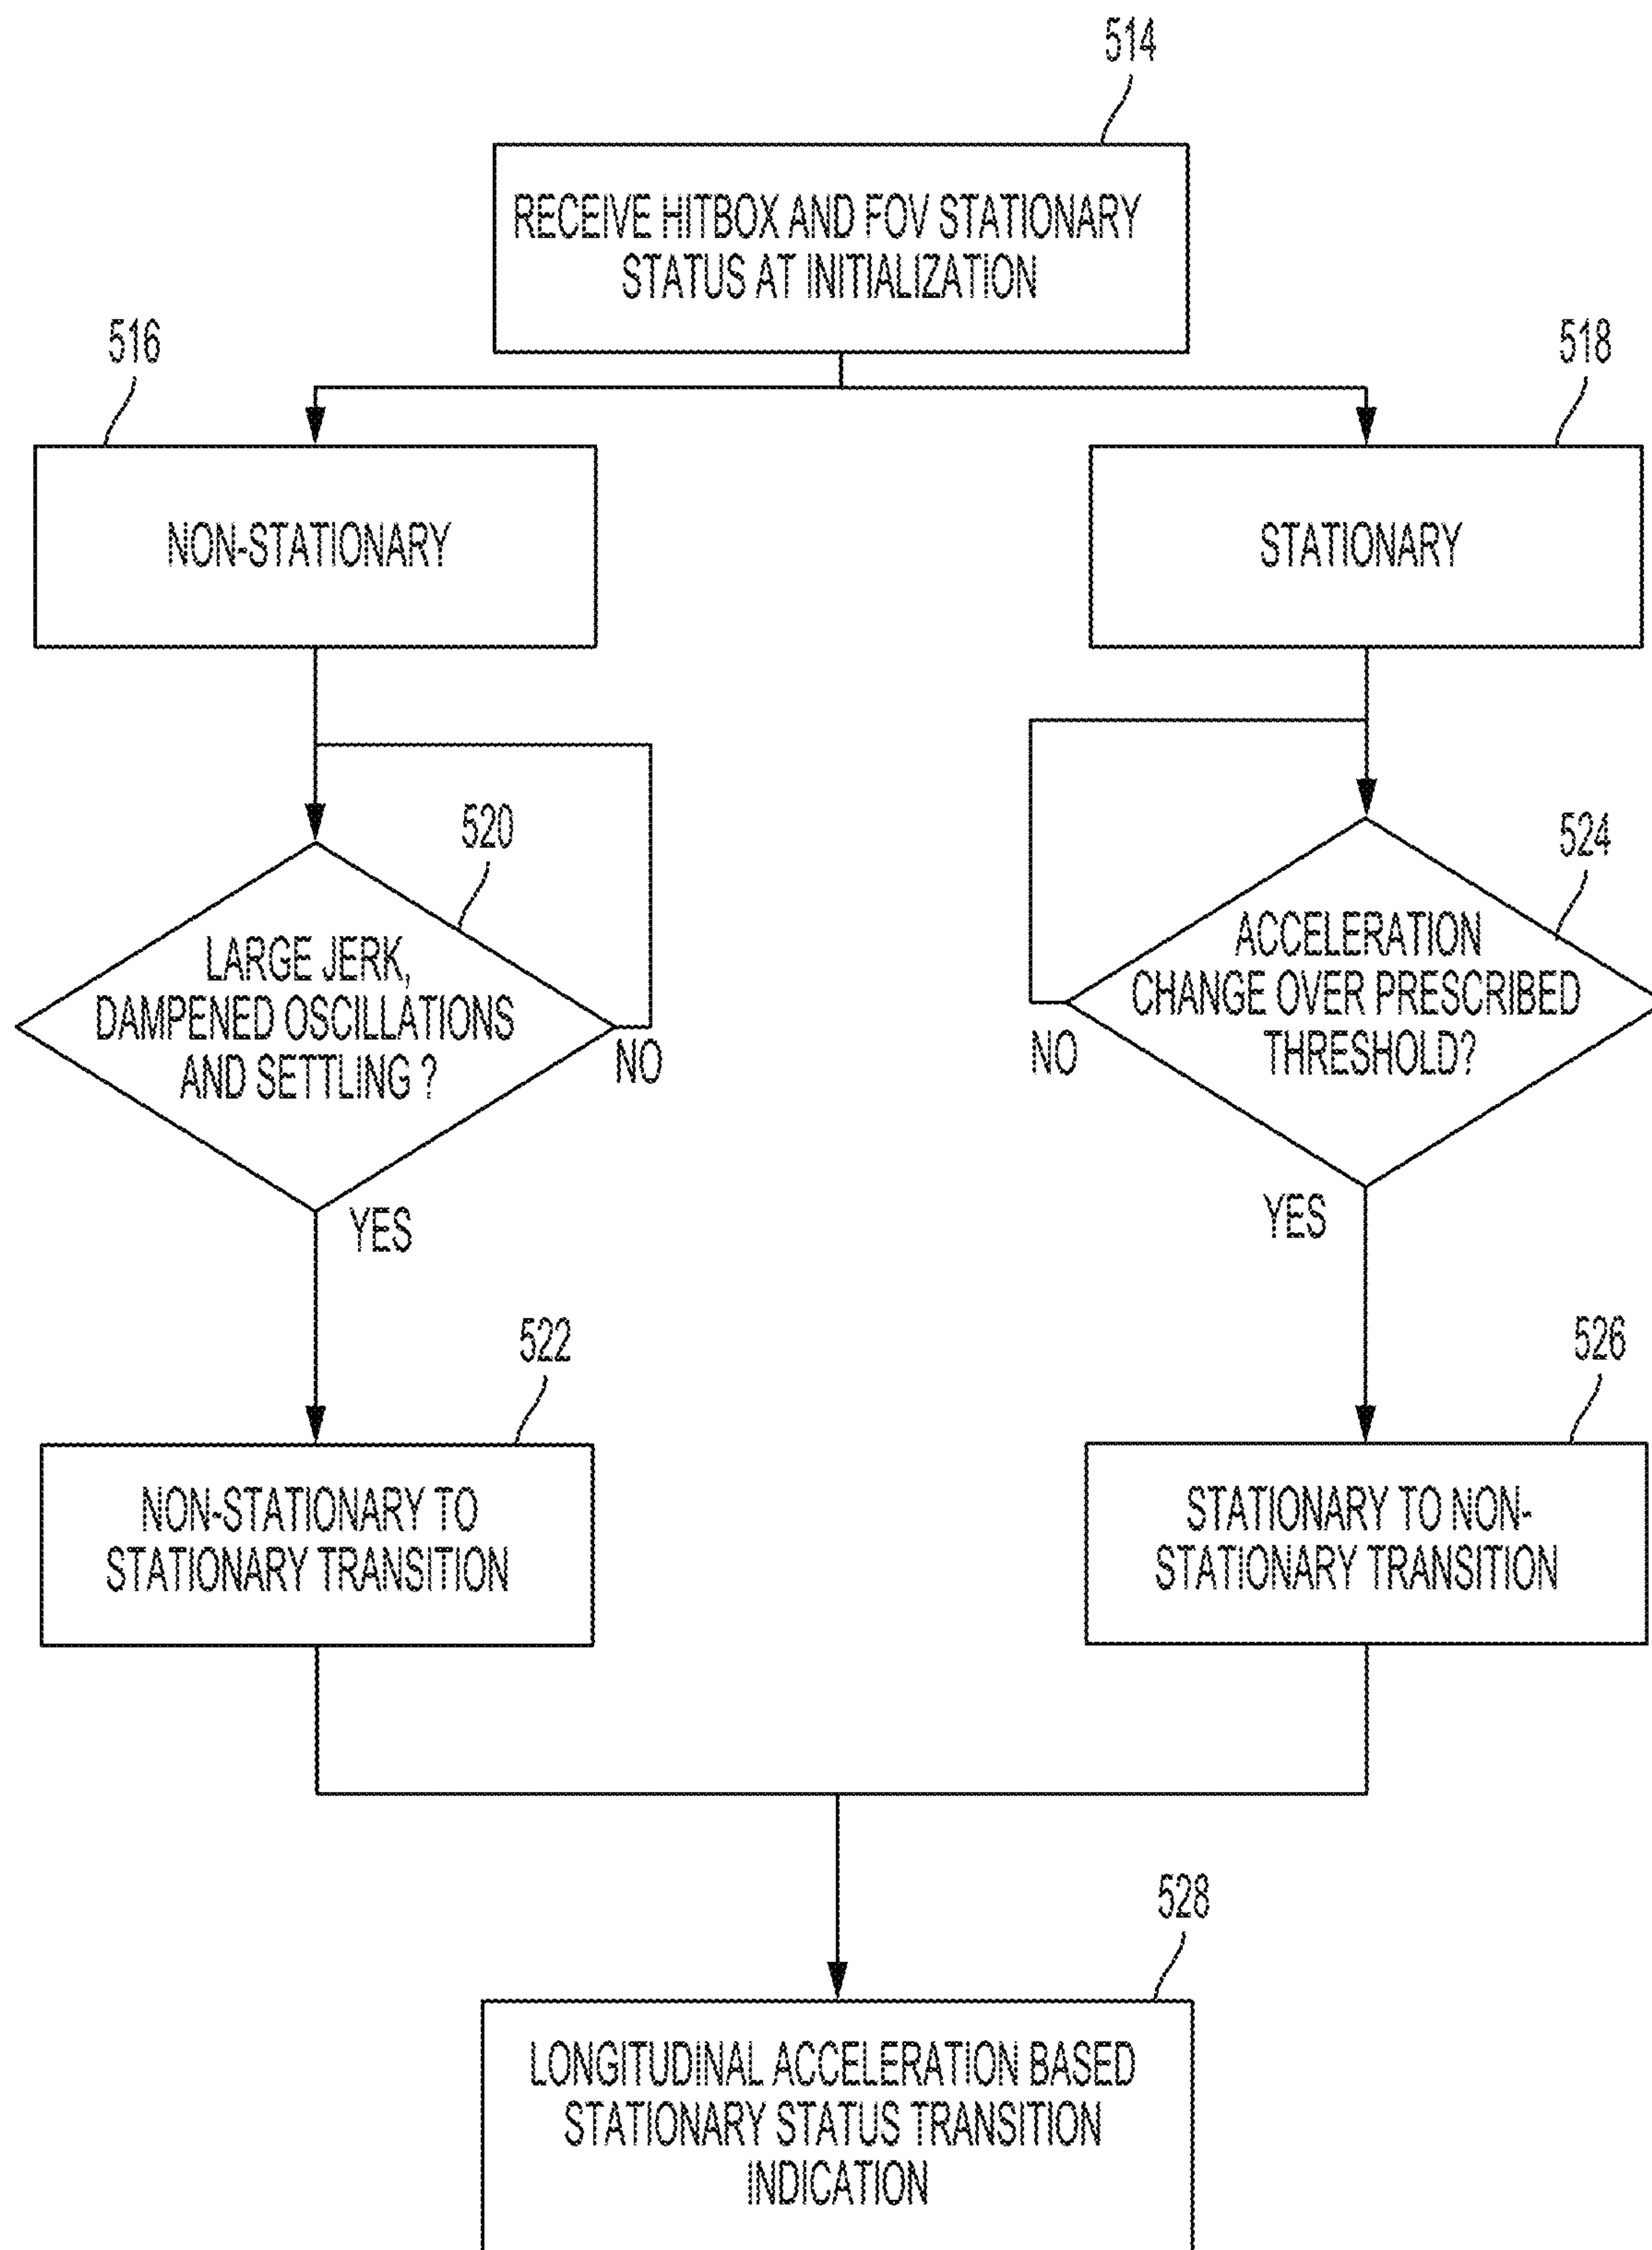 514
RECEIVE HITBOX AND FOV STATIONARY
STATUS AT INITIALIZATION
516
518
NON-STATIONARY
STATIONARY
520
524
LARGE JERK,
DAMPENED OSCILLATIONS
AND SETTLING ?
NO
ACCELERATION
CHANGE OVER PRESCRIBED
THRESHOLD?
NO
YES
YES
522
526
NON-STATIONARY TO
STATIONARY TRANSITION
STATIONARY TO NON-
STATIONARY TRANSITION
528
LONGITUDINAL ACCELERATION BASED
STATIONARY STATUS TRANSITION
INDICATION